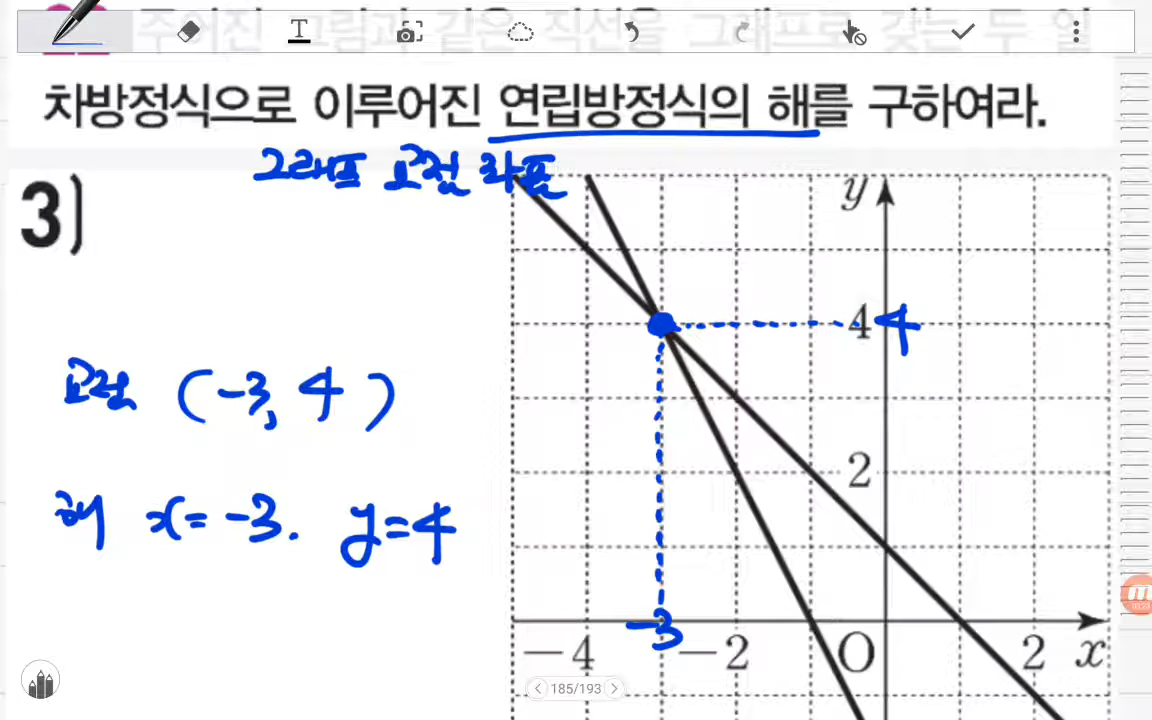 주어진 그림과 같은 직선을 그래프로 갖는 두 일
차방정식으로 이루어진 연립방정식의 해를 구하여라.
그래프 교점 좌표
3)
y
4 4
교점 (-3, 4)
2
해 x = -3. y = 4
-3
-4 -2 O 2 x
185/193